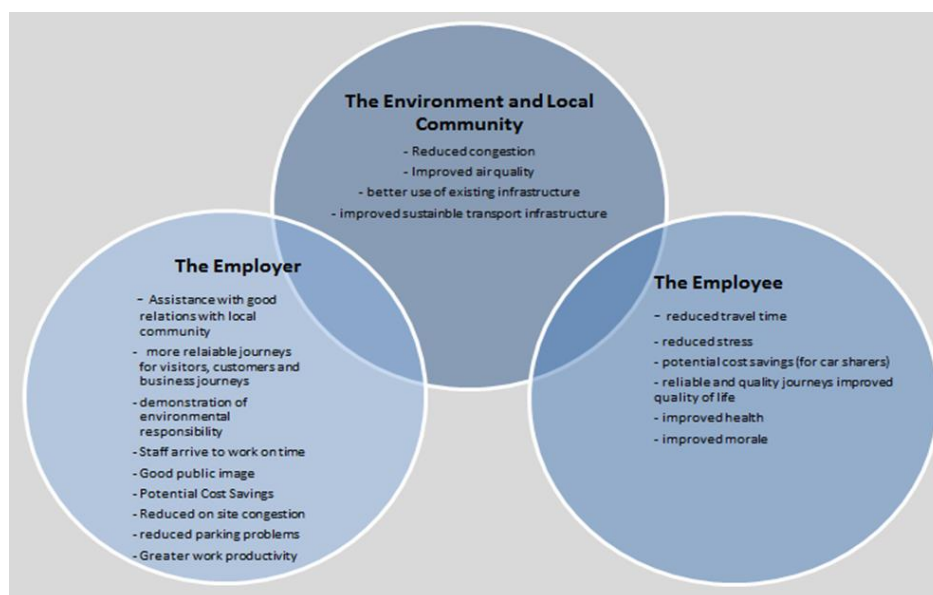 The Environment and Local
Community
- Reduced congestion
- Improved air quality
- better use of existing infrastructure
- improved sustainble transport infrastructure
The Employer
- Assistance with good
relations with local
community
- more relaiable journeys
for visitors, customers and
business journeys
-demonstration of
environmental
responsibility
-Staff arrive to work on time
-Good public image
-Potential Cost Savings
-Reduced on site congestion
-reduced parking problems
-Greater work productivity
The Employee
- reduced travel time
-reduced stress
-potential cost savings (for car sharers)
-reliable and quality journeys improved
quality of life
-improved health
-improved morale